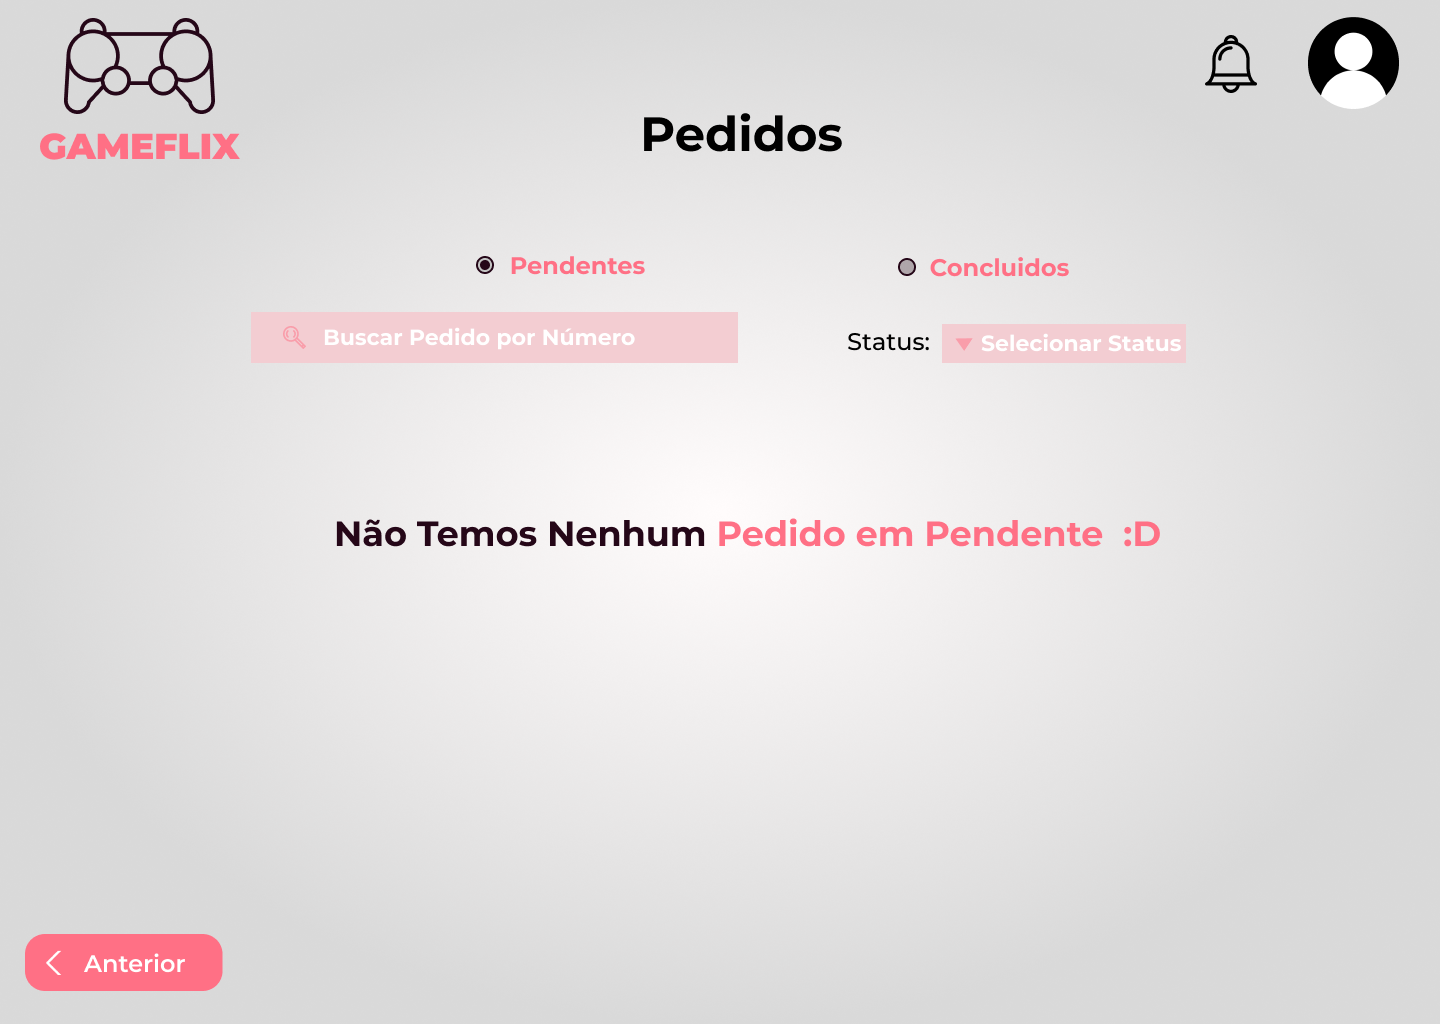 GAMEFLIX
Pedidos
Pendentes
Concluidos
Buscar Pedido por Número
Status:
Selecionar Status
Não Temos Nenhum Pedido em Pendente :D
Anterior